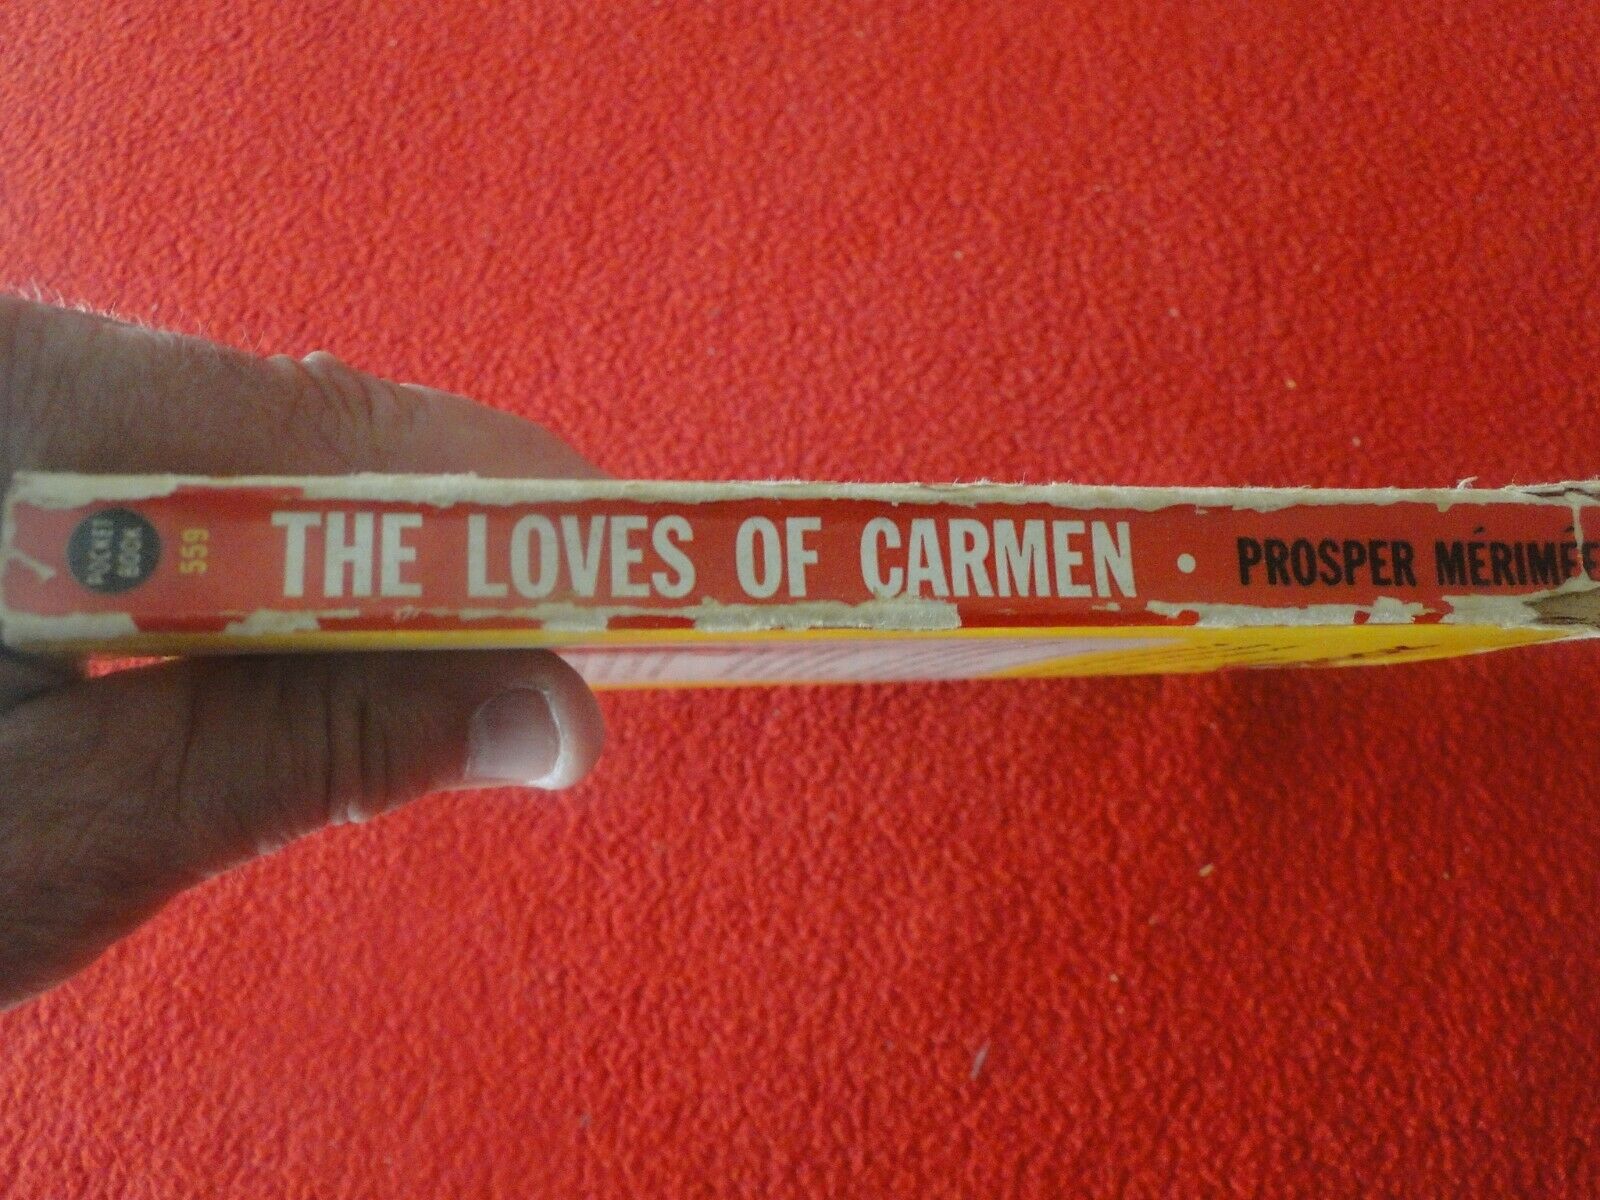 POCKET
BOOK
559
THE LOVES OF CARMEN • PROSPER MÉRIMÉE